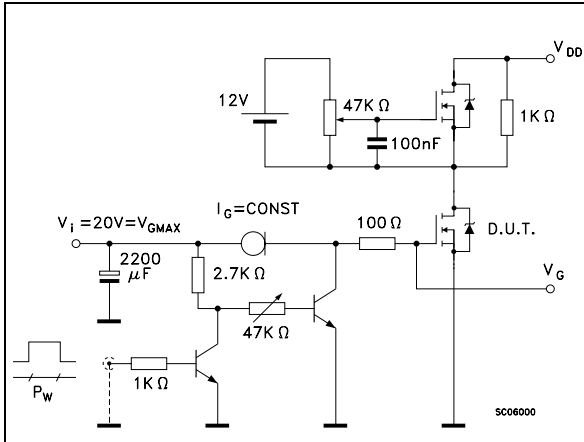 V_DD
12V
47K Ω
1K Ω
100nF
V_i =20V=V_GMAX
I_G=CONST
100 Ω
D.U.T.
2200
μF
2.7K Ω
V_G
47K Ω
1K Ω
P_W
SC06000